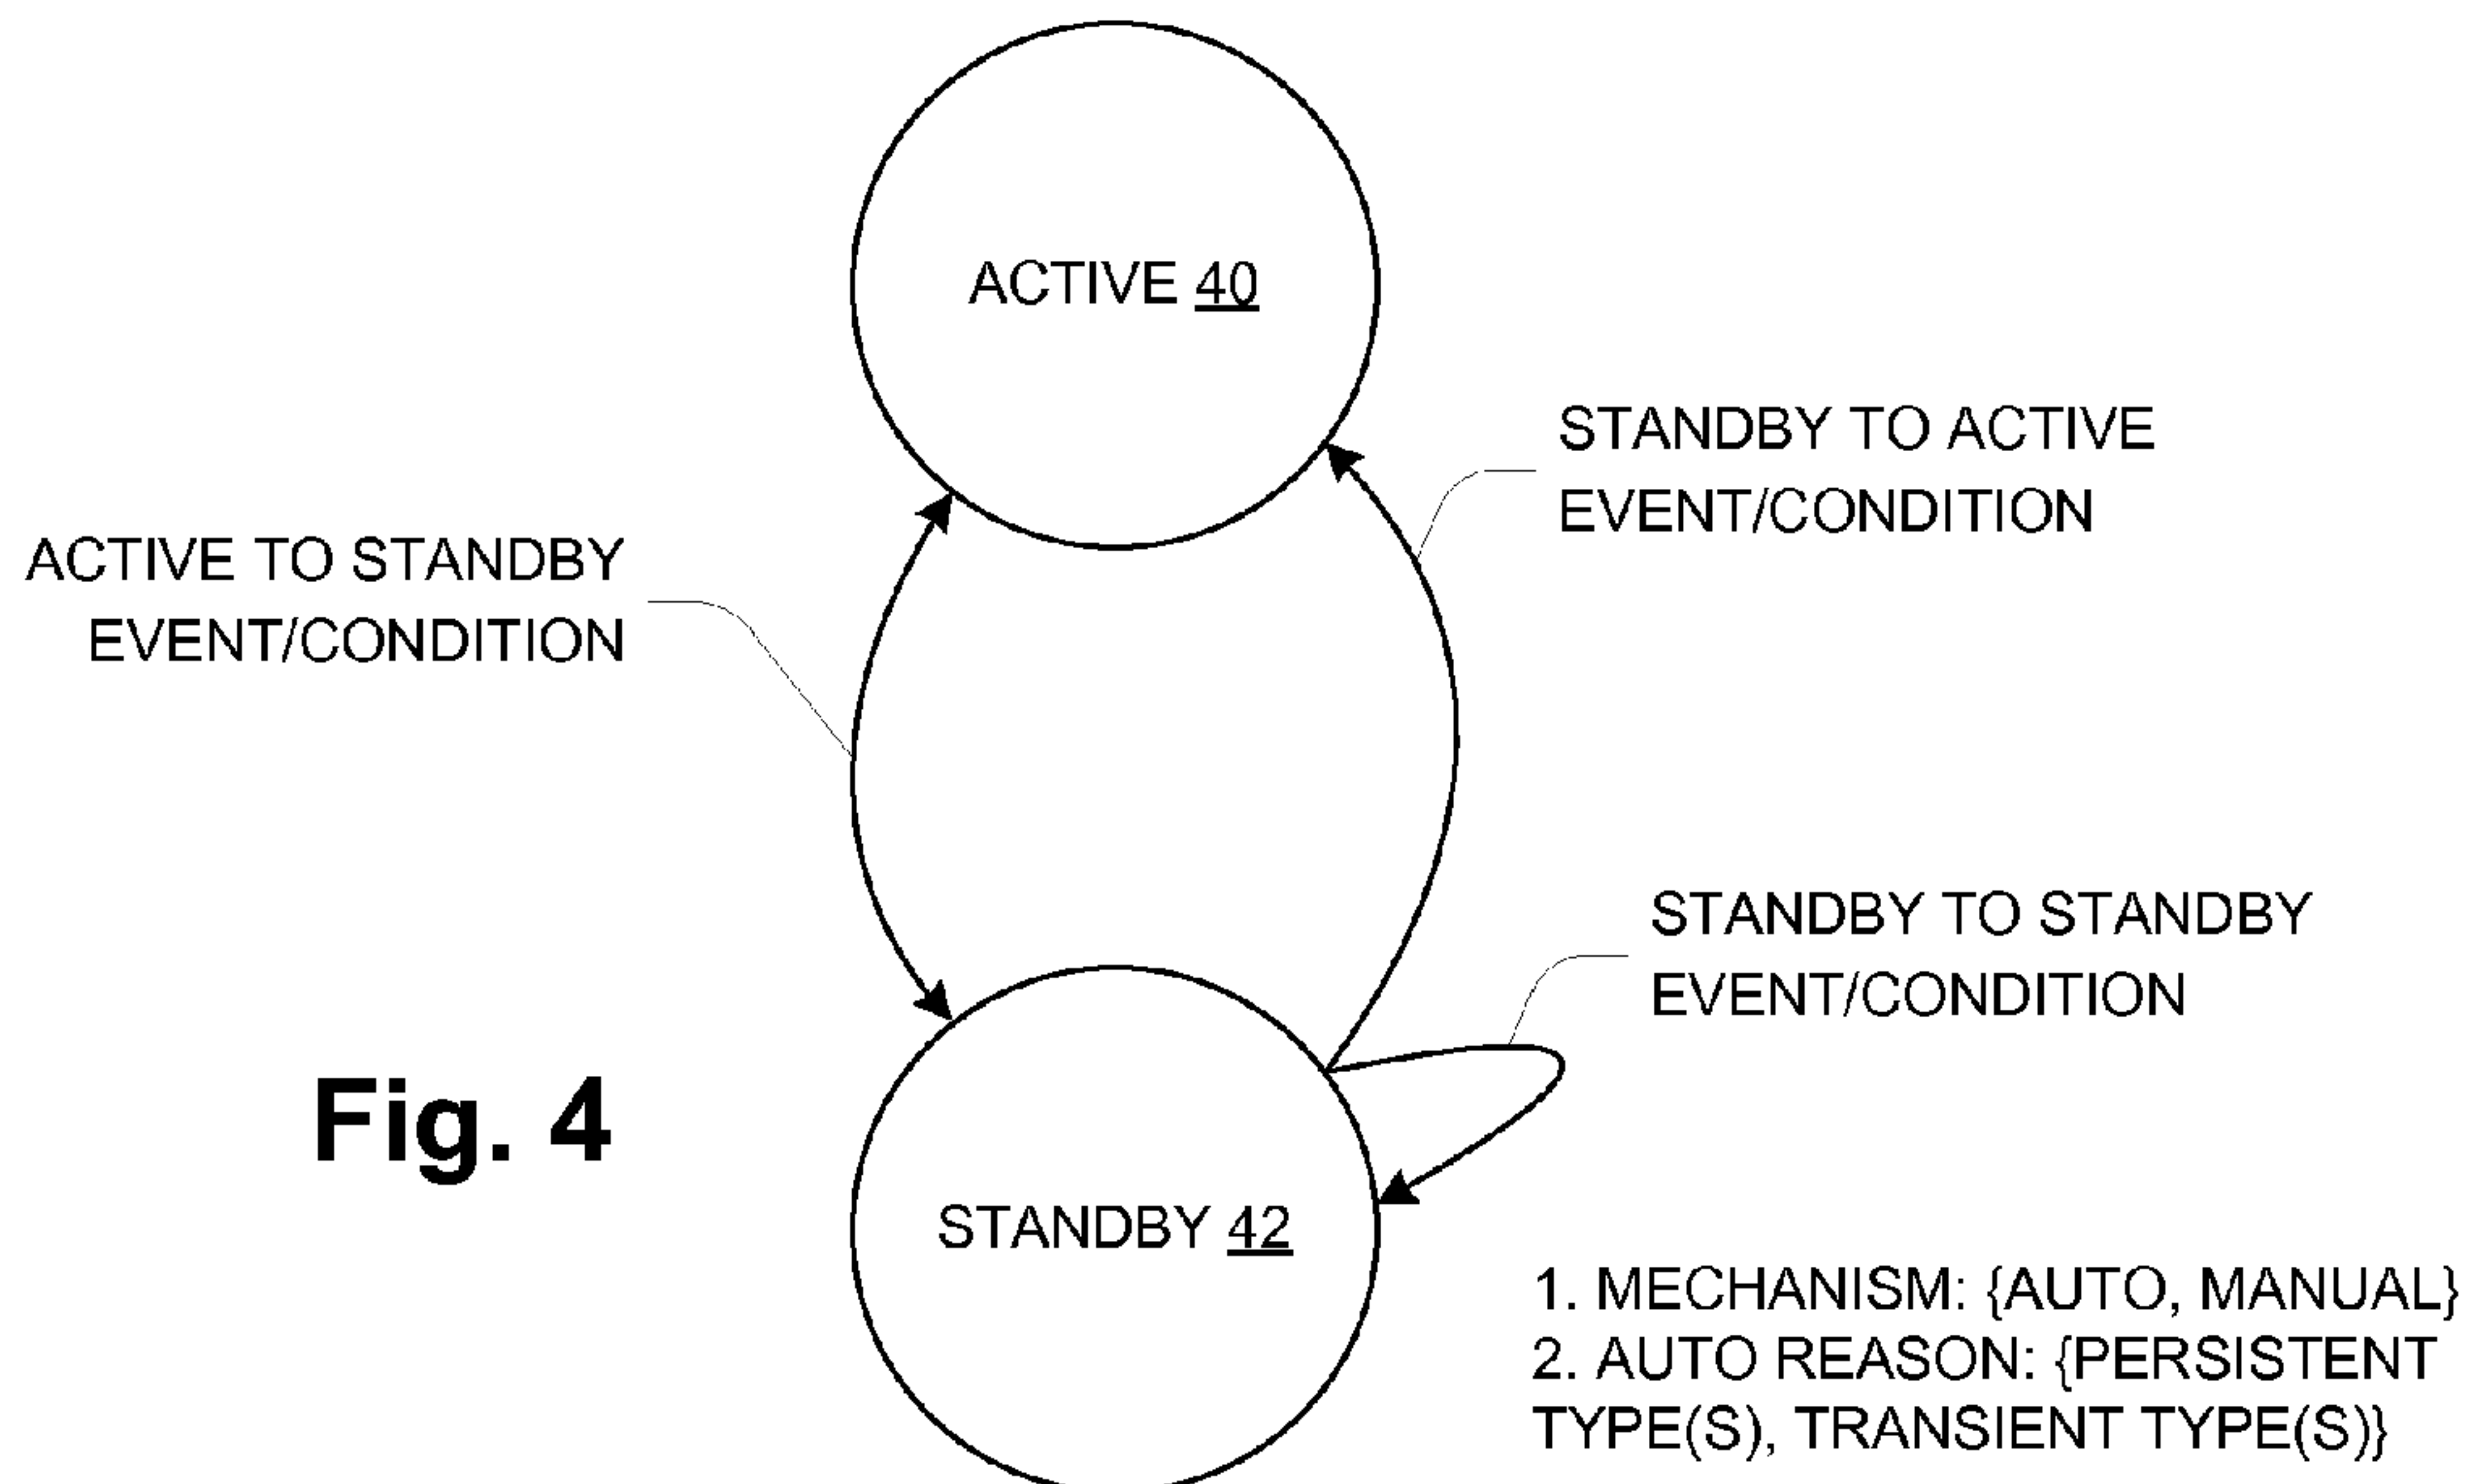 ACTIVE 40
STANDBY TO ACTIVE
EVENT/CONDITION
ACTIVE TO STANDBY
EVENT/CONDITION
STANDBY TO STANDBY
EVENT/CONDITION
Fig. 4
STANDBY 42
1. MECHANISM: {AUTO, MANUAL}
2. AUTO REASON: {PERSISTENT
TYPE(S), TRANSIENT TYPE(S)}